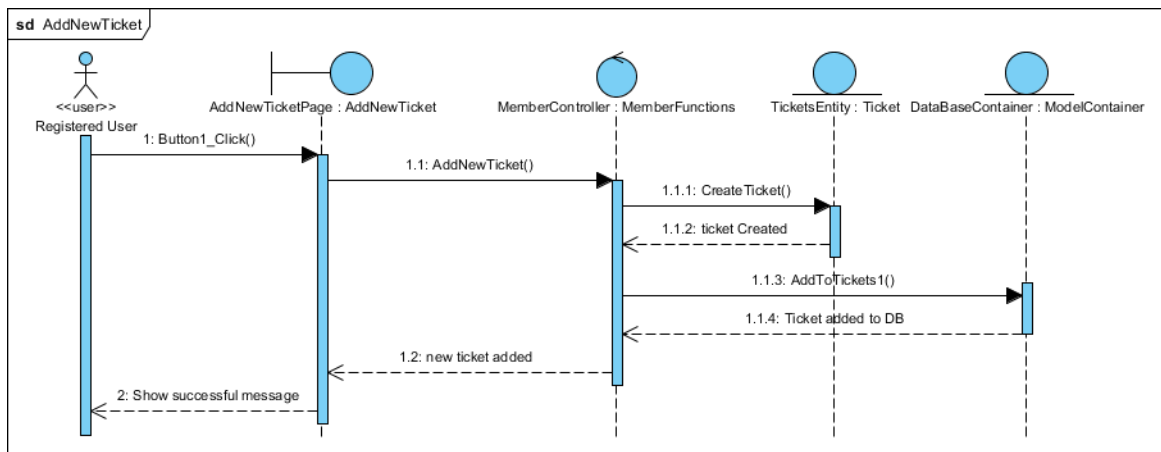 sd AddNewTicket
<<user>>
Registered User
AddNewTicketPage : AddNewTicket
MemberController : MemberFunctions
TicketsEntity : Ticket
DataBaseContainer : ModelContainer
1: Button1_Click()
1.1: AddNewTicket()
1.1.1: CreateTicket()
1.1.2: ticket Created
1.1.3: AddToTickets1()
1.1.4: Ticket added to DB
1.2: new ticket added
2: Show successful message